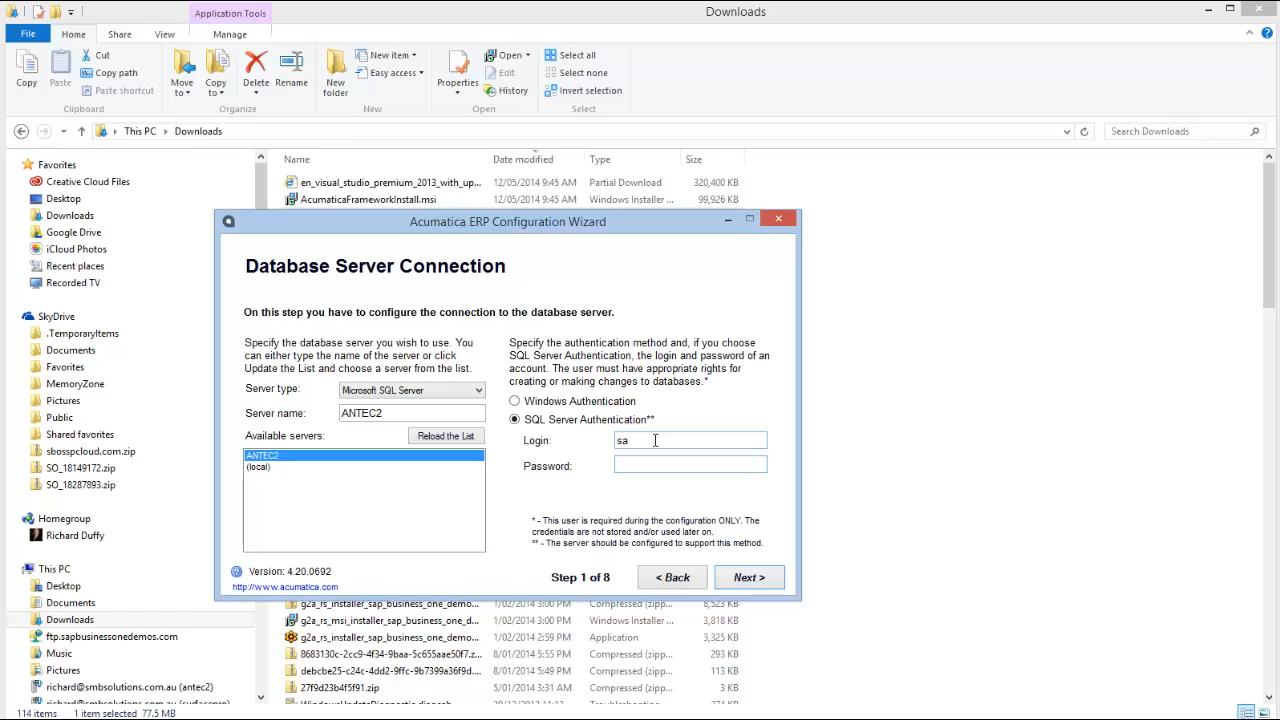 Application Tools
Downloads
File
Home
Share
View
Manage
Copy
Paste
Cut
Copy path
Paste shortcut
Clipboard
Move to
Copy to
Delete
Rename
Organize
New folder
New item
Easy access
New
Properties
Open
Edit
History
Open
Select all
Select none
Invert selection
Select
This PC
Downloads
Search Downloads
Favorites
Creative Cloud Files
Desktop
Downloads
Google Drive
iCloud Photos
Recent places
Recorded TV
SkyDrive
.TemporaryItems
Documents
Favorites
MemoryZone
Pictures
Public
Shared favorites
sbosspcloud.com.zip
SO_18149172.zip
SO_18287893.zip
Homegroup
Richard Duffy
This PC
Desktop
Documents
Downloads
ftp.sapbusinessonedemos.com
Music
Pictures
richard@smbsolutions.com.au (antec2)
richard@smbsolutions.com.au (surfacepro)
Name Date modified Type Size
en_visual_studio_premium_2013_with_up... 12/05/2014 9:45 AM Partial Download 320,400 KB
AcumaticaFrameworkInstall.msi 12/05/2014 9:45 AM Windows Installer ... 99,926 KB
Acumatica ERP Configuration Wizard
Database Server Connection
On this step you have to configure the connection to the database server.
Specify the database server you wish to use. You
can either type the name of the server or click
Update the List and choose a server from the list.
Server type: Microsoft SQL Server
Server name: ANTEC2
Available servers: Reload the List
ANTEC2
(local)
Specify the authentication method and, if you choose
SQL Server Authentication, the login and password of an
account. The user must have appropriate rights for
creating or making changes to databases.*
Windows Authentication
SQL Server Authentication**
Login: sa
Password:
* - This user is required during the configuration ONLY. The
credentials are not stored and/or used later on.
** - The server should be configured to support this method.
Version: 4.20.0692
http://www.acumatica.com
Step 1 of 8
< Back
Next >
g2a_rs_installer_sap_business_one_demo... 1/02/2014 3:00 PM Compressed (zipp... 8,523 KB
g2a_rs_msi_installer_sap_business_one_d... 1/02/2014 3:00 PM Windows Installer ... 3,818 KB
g2a_rs_installer_sap_business_one_demo... 1/02/2014 2:59 PM Application 3,325 KB
8683130c-2cc9-4f34-9baa-5c655356f7.z... 8/01/2014 5:55 PM Compressed (zipp... 293 KB
debcbe25-c24c-4dd2-9ffc-9b7399a36f9d... 8/01/2014 5:49 PM Compressed (zipp... 113 KB
27f9d23b4f5f91.zip 5/01/2014 3:31 AM Compressed (zipp... 3 KB
114 items 1 item selected 77.5 MB